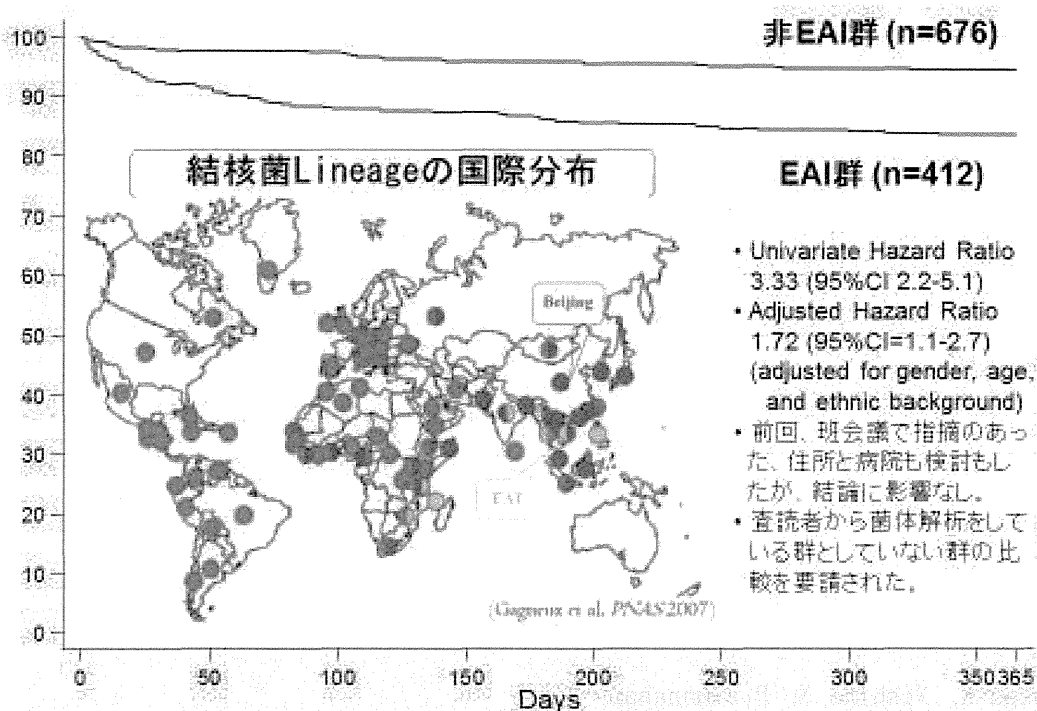 非EAI群 (n=676)
100
90
80
70
60
50
40
30
20
10
0
EAI群 (n=412)
結核菌Lineageの国際分布
Beijing
EAI
(Gagneux et al. PNAS 2007)
・Univariate Hazard Ratio
3.33 (95%CI 2.2-5.1)
・Adjusted Hazard Ratio
1.72 (95%CI=1.1-2.7)
(adjusted for gender, age,
and ethnic background)
・前回、班会議で指摘のあっ
た、住所と病院も検討もし
たが、結論に影響なし。
・査読者から菌体解析をして
いる群としていない群の比
較を要請された。
0 50 100 150 200 250 300 350 365
Days